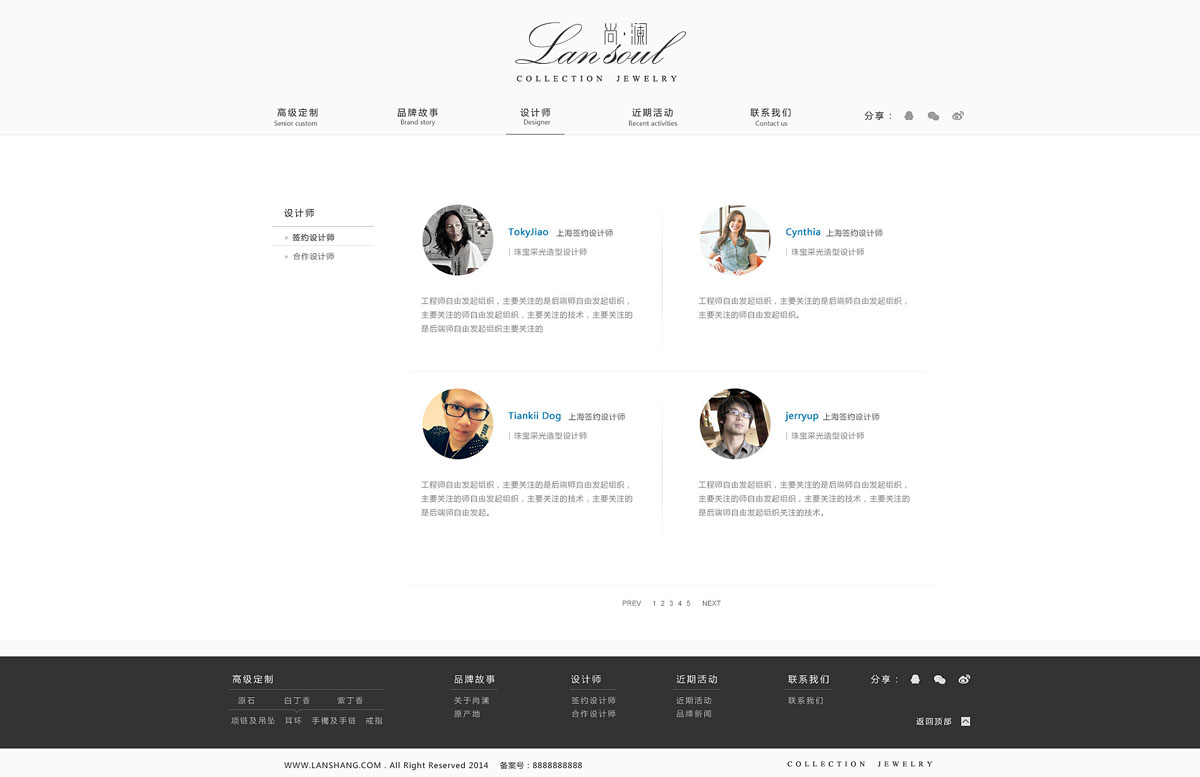 尚·澜
Lan soul
COLLECTION JEWELRY
高级定制 品牌故事 设计师 近期活动 联系我们 分享：
Senior custom Brand story Designer Recent activities Contact us
设计师
签约设计师
合作设计师
TokyJiao 上海签约设计师
| 珠宝采光造型设计师
工程师自由发起组织，主要关注的是后端师自由发起组织，
主要关注的师自由发起组织，主要关注的技术，主要关注的
是后端师自由发起组织主要关注的
Cynthia 上海签约设计师
| 珠宝采光造型设计师
工程师自由发起组织，主要关注的是后端师自由发起组织，
主要关注的师自由发起组织。
Tiankii Dog 上海签约设计师
| 珠宝采光造型设计师
工程师自由发起组织，主要关注的是后端师自由发起组织，
主要关注的师自由发起组织，主要关注的技术，主要关注的
是后端师自由发起。
jerryup 上海签约设计师
| 珠宝采光造型设计师
工程师自由发起组织，主要关注的是后端师自由发起组织，
主要关注的师自由发起组织，主要关注的技术，主要关注的
是后端师自由发起组织关注的技术。
PREV 1 2 3 4 5 NEXT
高级定制
原石 白丁香 紫丁香
项链及吊坠 耳环 手镯及手链 戒指
品牌故事
关于尚澜
原产地
设计师
签约设计师
合作设计师
近期活动
近期活动
品牌新闻
联系我们
联系我们
分享：
返回顶部
WWW.LANSHANG.COM . All Right Reserved 2014 备案号：8888888888
COLLECTION JEWELRY